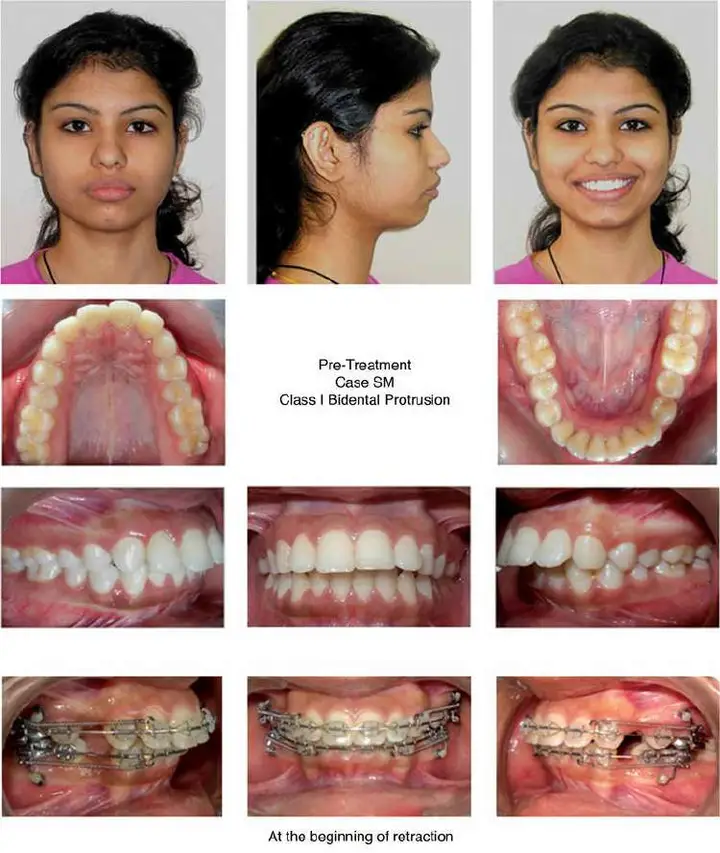 Pre-Treatment
Case SM
Class I Bidental Protrusion
At the beginning of retraction